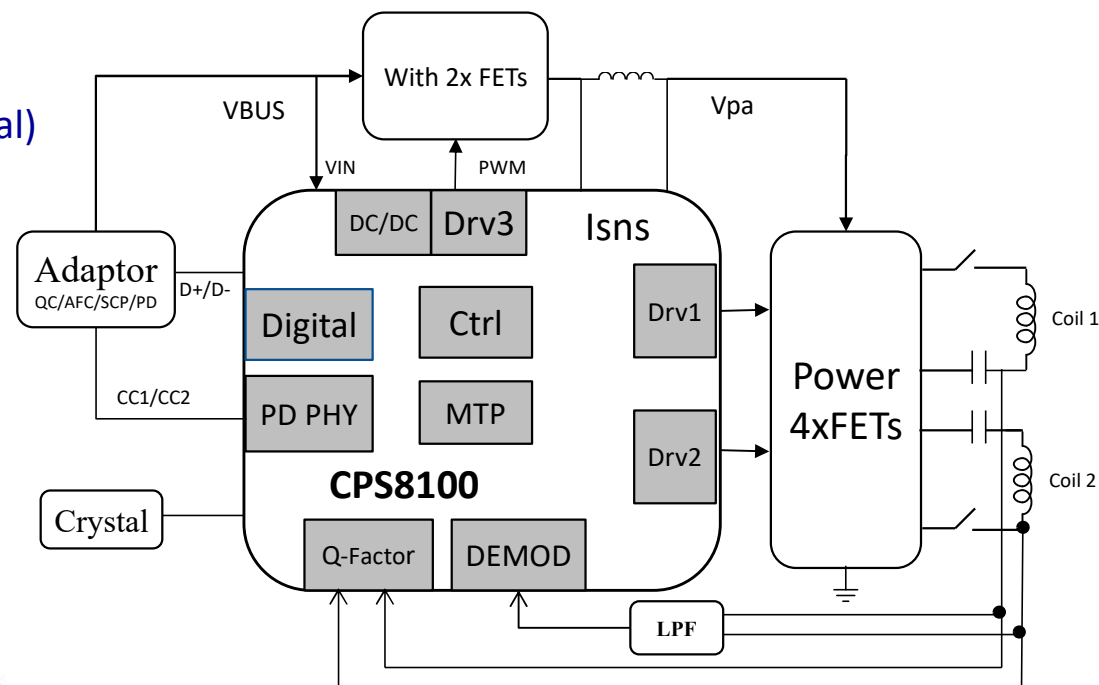 al)
With 2x FETs
VBUS
Vpa
VIN
PWM
DC/DC
Drv3
Isns
Adaptor
QC/AFC/SCP/PD
D+/D-
Digital
Ctrl
Drv1
Coil 1
Power
4xFETs
CC1/CC2
PD PHY
MTP
Drv2
Coil 2
CPS8100
Crystal
Q-Factor
DEMOD
LPF